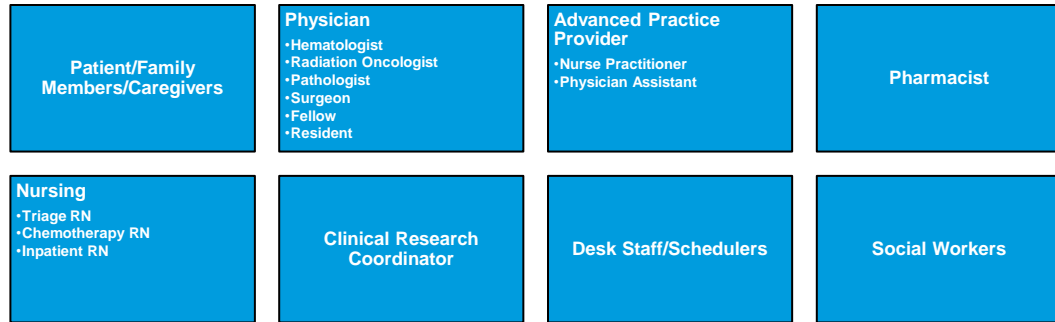 Patient/Family
Members/Caregivers
Physician
•Hematologist
•Radiation Oncologist
•Pathologist
•Surgeon
•Fellow
•Resident
Advanced Practice
Provider
•Nurse Practitioner
•Physician Assistant
Pharmacist
Nursing
•Triage RN
•Chemotherapy RN
•Inpatient RN
Clinical Research
Coordinator
Desk Staff/Schedulers
Social Workers